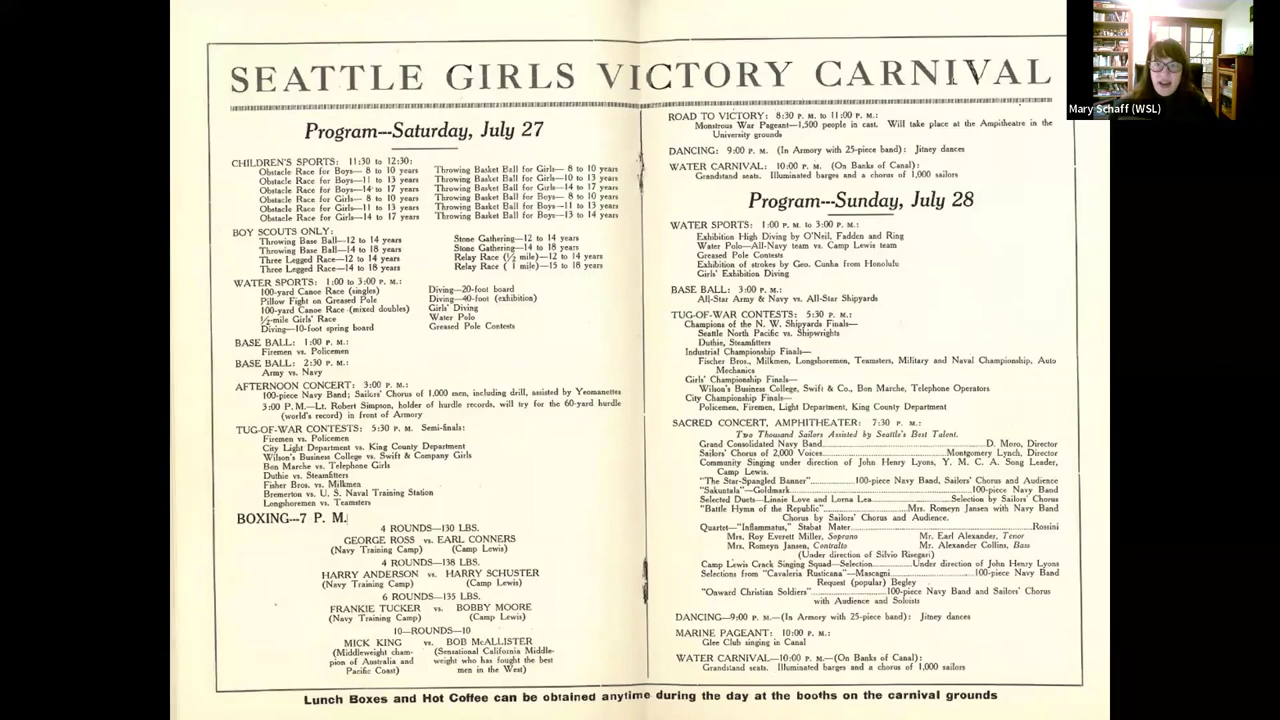 SEATTLE GIRLS VICTORY CARNIVAL
Program---Saturday, July 27
CHILDREN'S SPORTS: 11:30 to 12:30:
Obstacle Race for Boys— 8 to 10 years
Obstacle Race for Boys—11 to 13 years
Obstacle Race for Boys—14 to 17 years
Obstacle Race for Girls— 8 to 10 years
Obstacle Race for Girls—11 to 13 years
Obstacle Race for Girls—14 to 17 years
Throwing Basket Ball for Girls— 8 to 10 years
Throwing Basket Ball for Girls—10 to 13 years
Throwing Basket Ball for Girls—14 to 17 years
Throwing Basket Ball for Boys— 8 to 10 years
Throwing Basket Ball for Boys—11 to 13 years
Throwing Basket Ball for Boys—13 to 14 years
BOY SCOUTS ONLY:
Throwing Base Ball—12 to 14 years
Throwing Base Ball—14 to 18 years
Three Legged Race—12 to 14 years
Three Legged Race—14 to 18 years
Stone Gathering—12 to 14 years
Stone Gathering—14 to 18 years
Relay Race (½ mile)—12 to 14 years
Relay Race ( 1 mile)—15 to 18 years
WATER SPORTS: 1:00 to 3:00 P. M.:
100-yard Canoe Race (singles)
Pillow Fight on Greased Pole
100-yard Canoe Race (mixed doubles)
½-mile Girls' Race
Diving—10-foot spring board
Diving—20-foot board
Diving—40-foot (exhibition)
Girls' Diving
Water Polo
Greased Pole Contests
BASE BALL: 1:00 P. M.:
Firemen vs. Policemen
BASE BALL: 2:30 P. M.:
Army vs. Navy
AFTERNOON CONCERT: 3:00 P. M.:
100-piece Navy Band; Sailors' Chorus of 1,000 men, including drill, assisted by Yeomanettes
3:00 P. M.—Lt. Robert Simpson, holder of hurdle records, will try for the 60-yard hurdle
(world's record) in front of Armory
TUG-OF-WAR CONTESTS: 5:30 P. M. Semi-finals:
Firemen vs. Policemen
City Light Department vs. King County Department
Wilson's Business College vs. Swift & Company Girls
Bon Marche vs. Telephone Girls
Duthie vs. Steamfitters
Fisher Bros. vs. Milkmen
Bremerton vs. U. S. Naval Training Station
Longshoremen vs. Teamsters
BOXING—7 P. M.
4 ROUNDS—130 LBS.
GEORGE ROSS vs. EARL CONNERS
(Navy Training Camp) (Camp Lewis)
4 ROUNDS—138 LBS.
HARRY ANDERSON vs. HARRY SCHUSTER
(Navy Training Camp) (Camp Lewis)
6 ROUNDS—135 LBS.
FRANKIE TUCKER vs. BOBBY MOORE
(Navy Training Camp) (Camp Lewis)
10—ROUNDS—10
MICK KING vs. BOB McALLISTER
(Middleweight cham- (Sensational California Middle-
pion of Australia and weight who has fought the best
Pacific Coast) men in the West)
ROAD TO VICTORY: 8:30 P. M. to 11:00 P. M.:
Monstrous War Pageant—1,500 people in cast. Will take place at the Ampitheatre in the
University grounds
DANCING: 9:00 P. M. (In Armory with 25-piece band): Jitney dances
WATER CARNIVAL: 10:00 P. M. (On Banks of Canal):
Grandstand seats. Illuminated barges and a chorus of 1,000 sailors
Program---Sunday, July 28
WATER SPORTS: 1:00 P. M. to 3:00 P. M.:
Exhibition High Diving by O'Neil, Fadden and Ring
Water Polo—All-Navy team vs. Camp Lewis team
Greased Pole Contests
Exhibition of strokes by Geo. Cunha from Honolulu
Girls' Exhibition Diving
BASE BALL: 3:00 P. M.:
All-Star Army & Navy vs. All-Star Shipyards
TUG-OF-WAR CONTESTS: 5:30 P. M.:
Champions of the N. W. Shipyards Finals—
Seattle North Pacific vs. Shipwrights
Duthie, Steamfitters
Industrial Championship Finals—
Fischer Bros., Milkmen, Longshoremen, Teamsters, Military and Naval Championship, Auto
Mechanics
Girls' Championship Finals—
Wilson's Business College, Swift & Co., Bon Marche, Telephone Operators
City Championship Finals—
Policemen, Firemen, Light Department, King County Department
SACRED CONCERT, AMPHITHEATER: 7:30 P. M.:
Two Thousand Sailors Assisted by Seattle's Best Talent.
Grand Consolidated Navy Band........D. Moro, Director
Sailors' Chorus of 2,000 Voices........Montgomery Lynch, Director
Community Singing under direction of John Henry Lyons, Y. M. C. A. Song Leader,
Camp Lewis.
"The Star-Spangled Banner"........100-piece Navy Band, Sailors' Chorus and Audience
"Sakuntala"—Goldmark........100-piece Navy Band
Selected Duets—Linnie Love and Lorna Lea........Selection by Sailors' Chorus
"Battle Hymn of the Republic"........Mrs. Romeyn Jansen with Navy Band
Chorus by Sailors' Chorus and Audience.
Quartet—"Inflammatus," Stabat Mater........Rossini
Mrs. Roy Everett Miller, Soprano Mr. Earl Alexander, Tenor
Mrs. Romeyn Jansen, Contralto Mr. Alexander Collins, Bass
(Under direction of Silvio Risegari)
Camp Lewis Crack Singing Squad—Selection........Under direction of John Henry Lyons
Selections from "Cavaleria Rusticana"—Mascagni........100-piece Navy Band
Request (popular) Begley
"Onward Christian Soldiers"........100-piece Navy Band and Sailors' Chorus
with Audience and Soloists
DANCING—9:00 P. M.—(In Armory with 25-piece band): Jitney dances
MARINE PAGEANT: 10:00 P. M.:
Glee Club singing in Canal
WATER CARNIVAL—10:00 P. M.—(On Banks of Canal):
Grandstand seats. Illuminated barges and a chorus of 1,000 sailors
Lunch Boxes and Hot Coffee can be obtained anytime during the day at the booths on the carnival grounds
Mary Schaff (WSL)